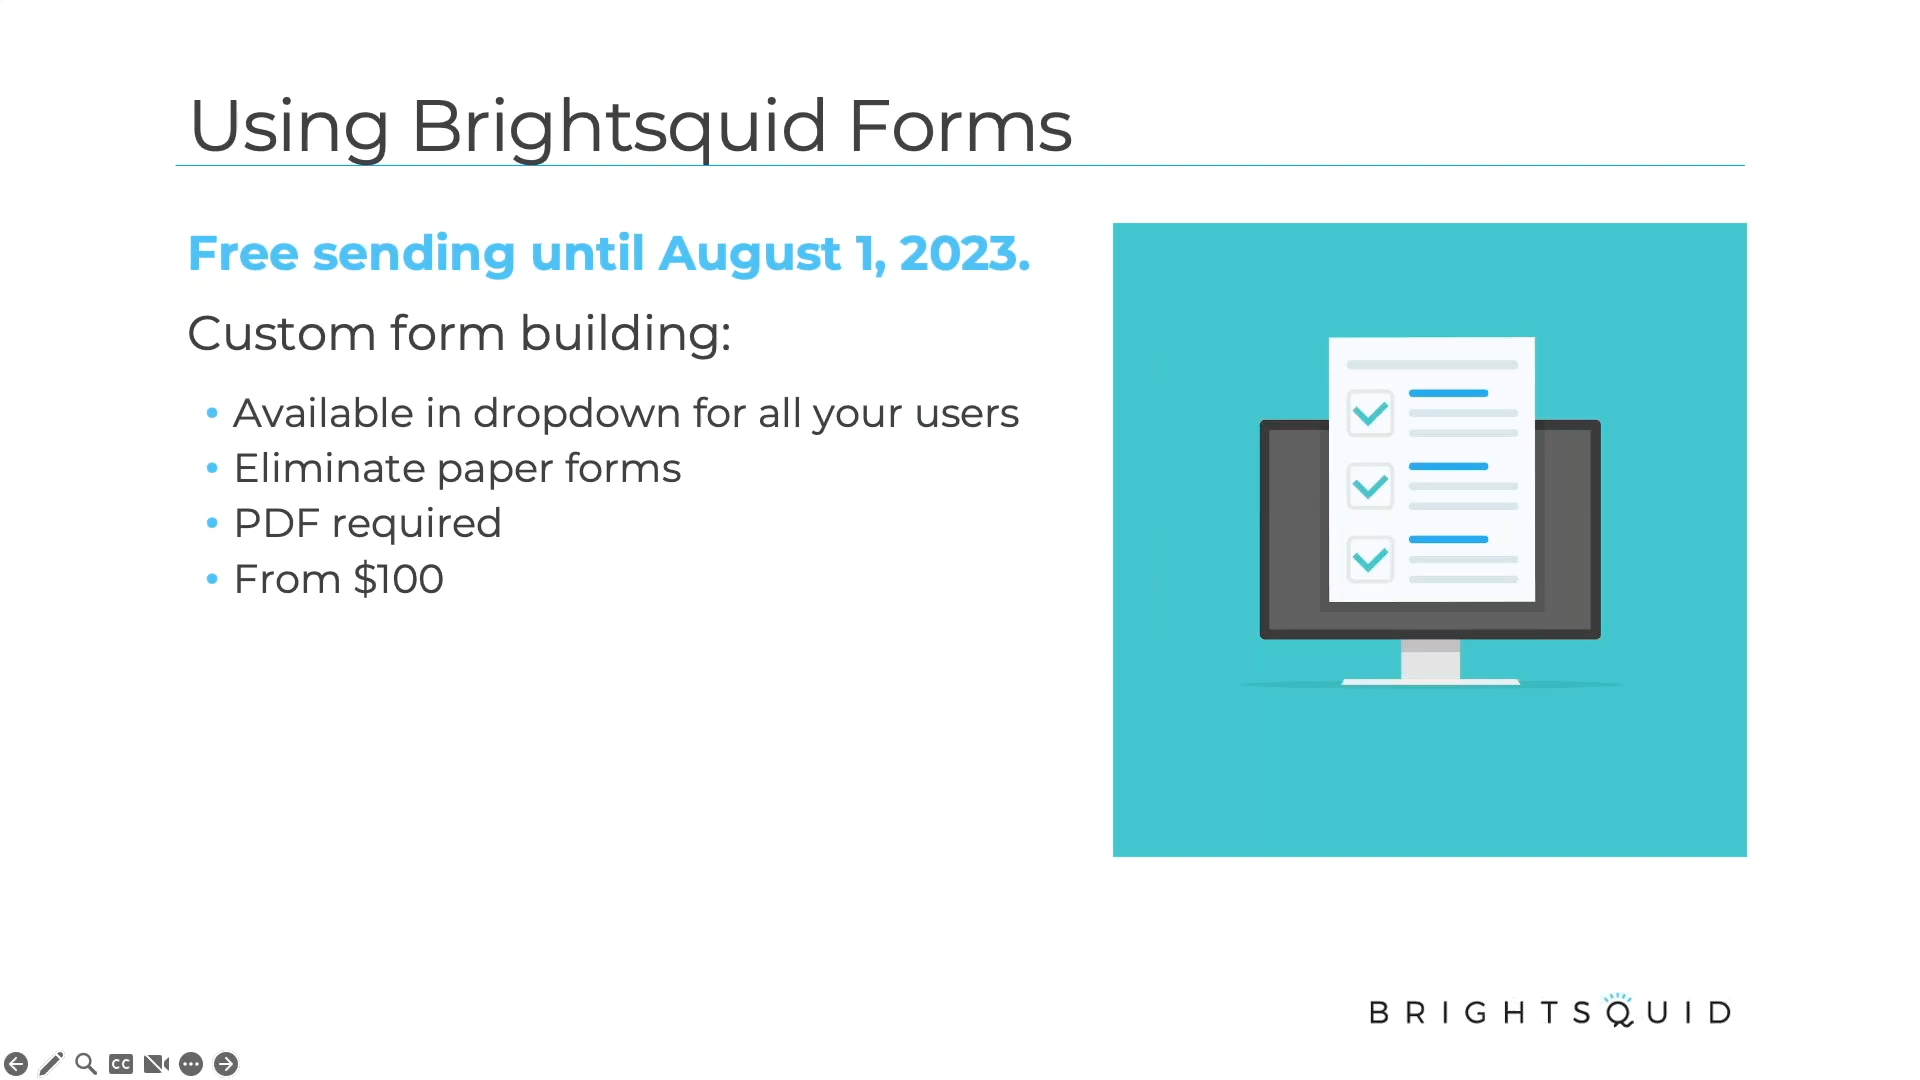 Using Brightsquid Forms
Free sending until August 1, 2023.
Custom form building:
• Available in dropdown for all your users
• Eliminate paper forms
• PDF required
• From $100
BRIGHTSQUID
CC